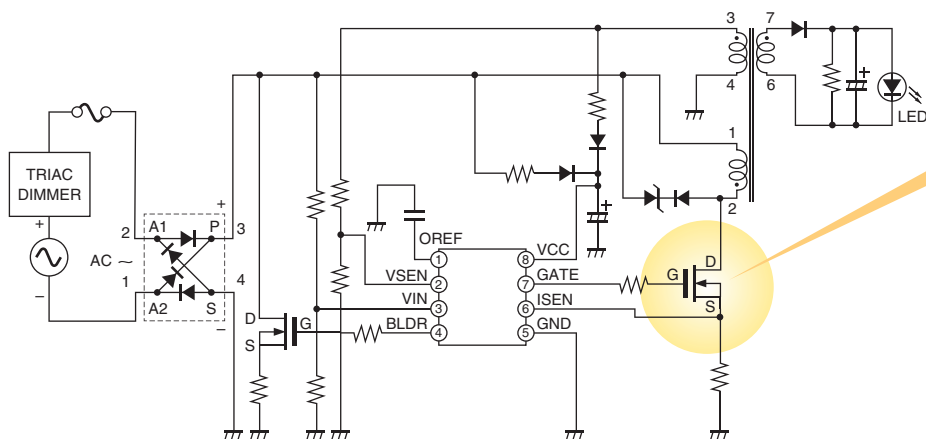 3 7
4 6
LED
1
2
TRIAC
DIMMER
+
–
2
AC ~
1
A1 P
A2 S
+
3
4
–
D
G
S
OREF
VSEN
VIN
BLDR
1
2
3
4
VCC
GATE
ISEN
GND
8
7
6
5
+
+
D
G
S